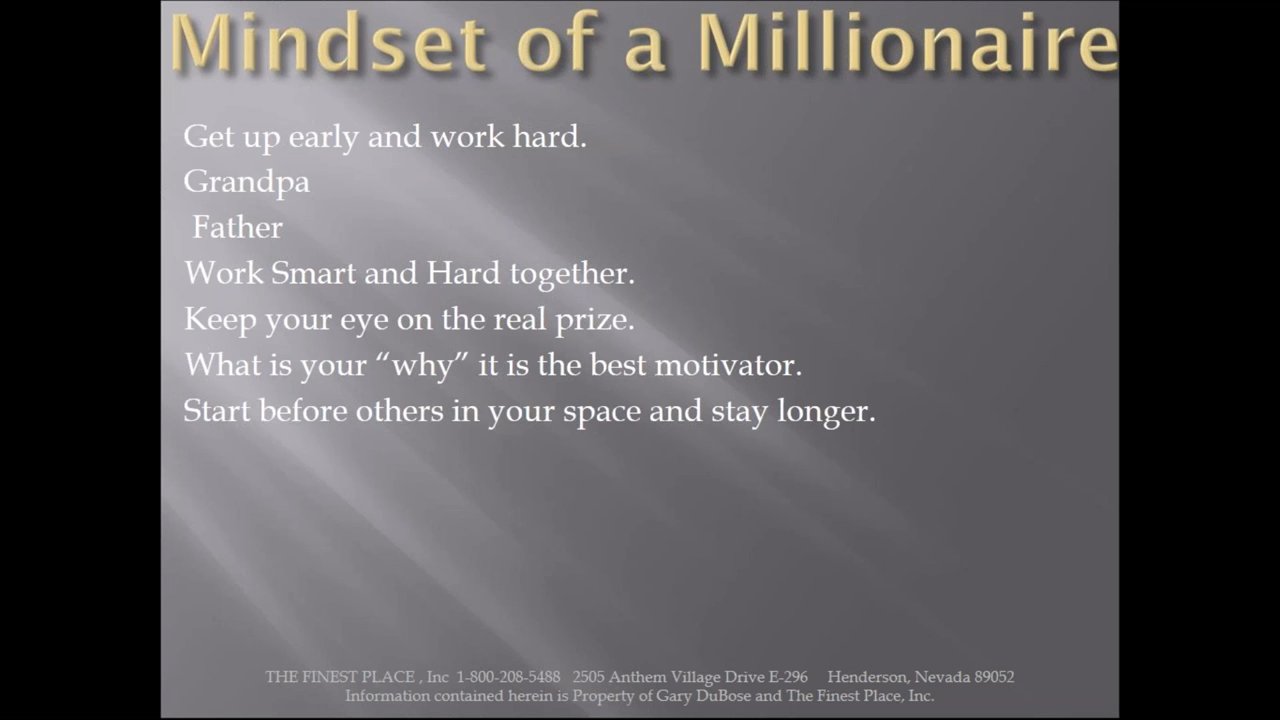 Mindset of a Millionaire
Get up early and work hard.
Grandpa
Father
Work Smart and Hard together.
Keep your eye on the real prize.
What is your “why” it is the best motivator.
Start before others in your space and stay longer.
THE FINEST PLACE , Inc 1-800-208-5488 2505 Anthem Village Drive E-296 Henderson, Nevada 89052
Information contained herein is Property of Gary DuBose and The Finest Place, Inc.